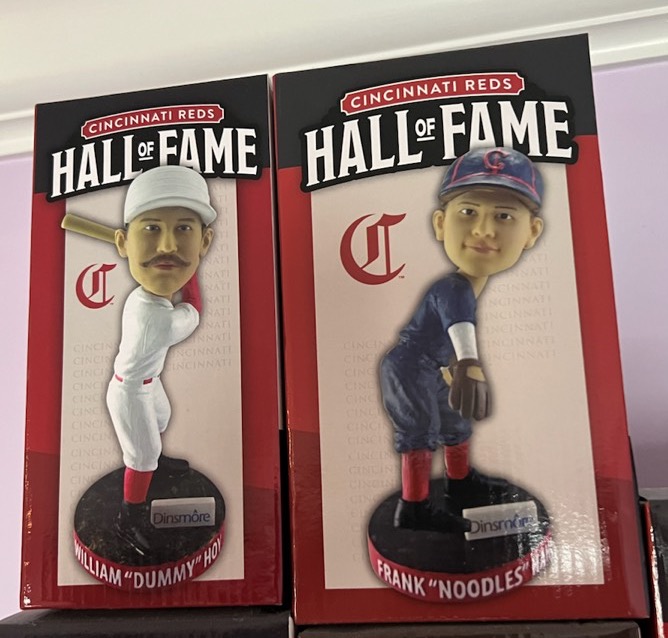 CINCINNATI REDS
HALL OF FAME
C
Dinsmore
WILLIAM "DUMMY" HOY
CINCINNATI REDS
HALL OF FAME
C
C
Dinsmore
FRANK "NOODLES"